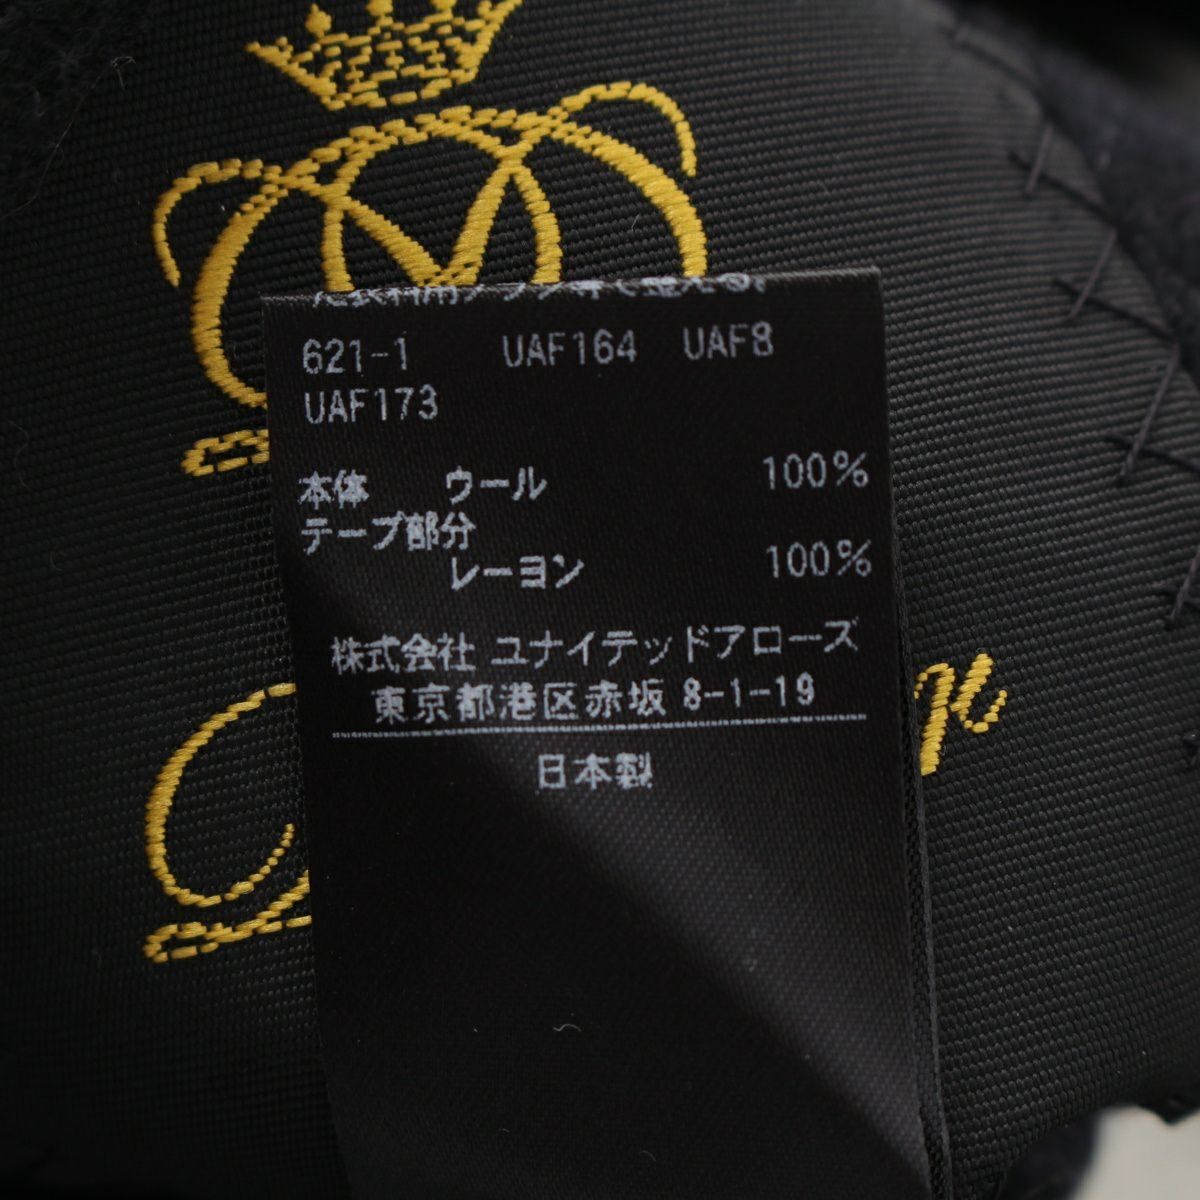 621-1 UAF164 UAF8
UAF173
本体 ウール 100%
テープ部分
レーヨン 100%
株式会社 ユナイテッドアローズ
東京都港区赤坂 8-1-19
日本製